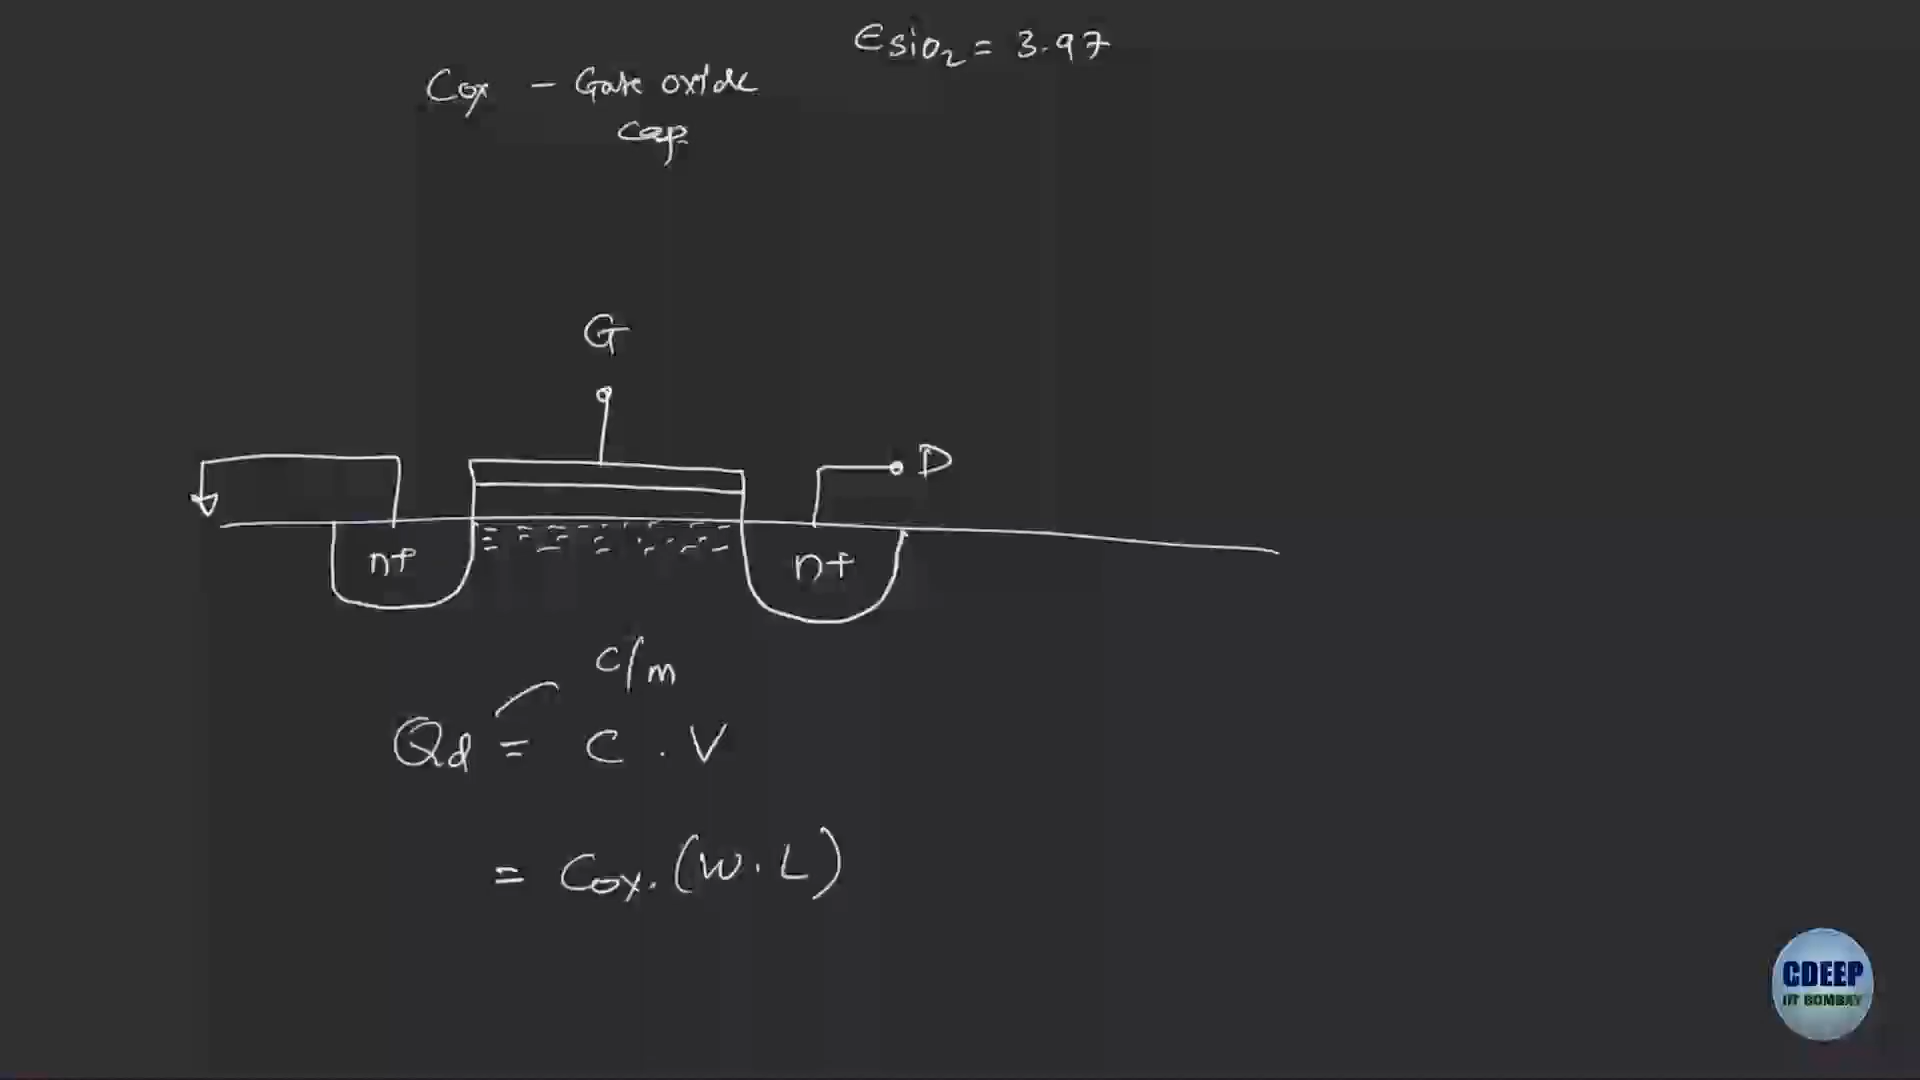 ϵsio₂ = 3.97
Cox - Gate oxide
cap
G
D
n+ n+
C/m
Qd = C . V
= Cox. (W. L)
CDEEP
IIT BOMBAY